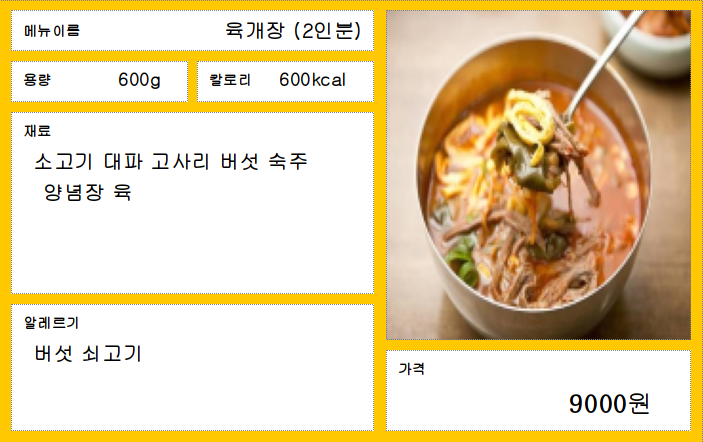 메뉴이름
육개장 (2인분)
용량
600g
칼로리
600kcal
재료
소고기 대파 고사리 버섯 숙주
양념장 육
알레르기
버섯 쇠고기
가격
9000원